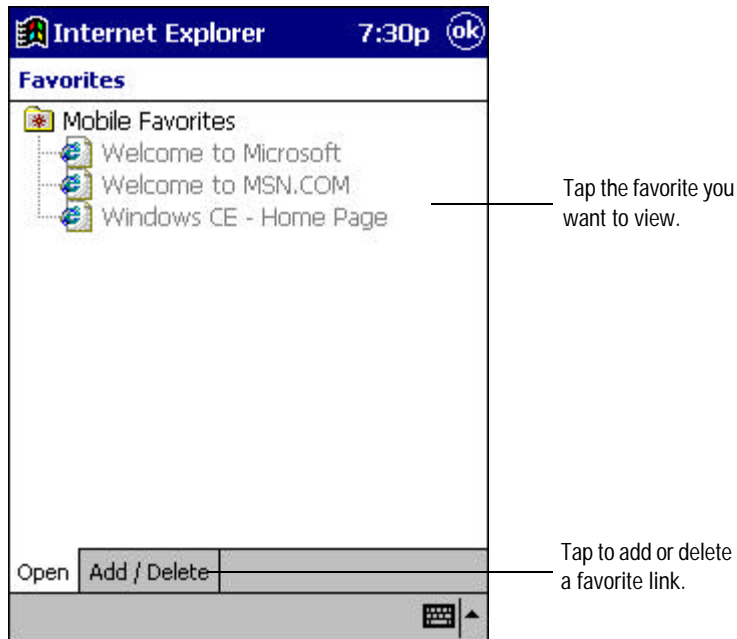 Internet Explorer 7:30p ok
Favorites
Mobile Favorites
Welcome to Microsoft
Welcome to MSN.COM
Windows CE - Home Page
Tap the favorite you
want to view.
Open Add / Delete
Tap to add or delete
a favorite link.